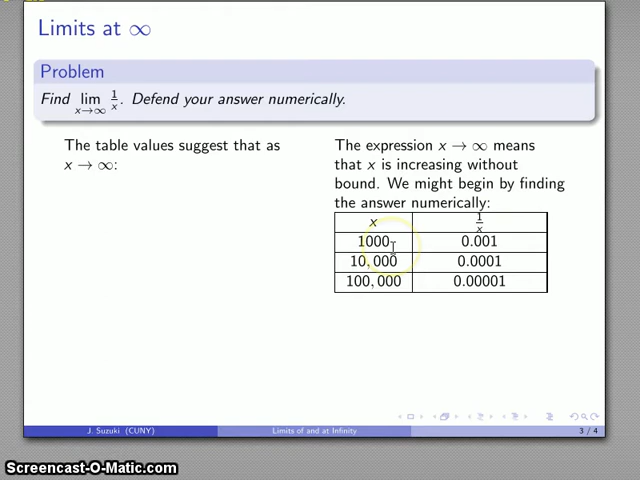 Limits at ∞
Problem
Find lim x→∞ 1/x. Defend your answer numerically.
The table values suggest that as
x → ∞:
The expression x → ∞ means
that x is increasing without
bound. We might begin by finding
the answer numerically:
x 1/x
1000 0.001
10,000 0.0001
100,000 0.00001
J. Suzuki (CUNY) Limits of and at Infinity 3 / 4
Screencast-O-Matic.com